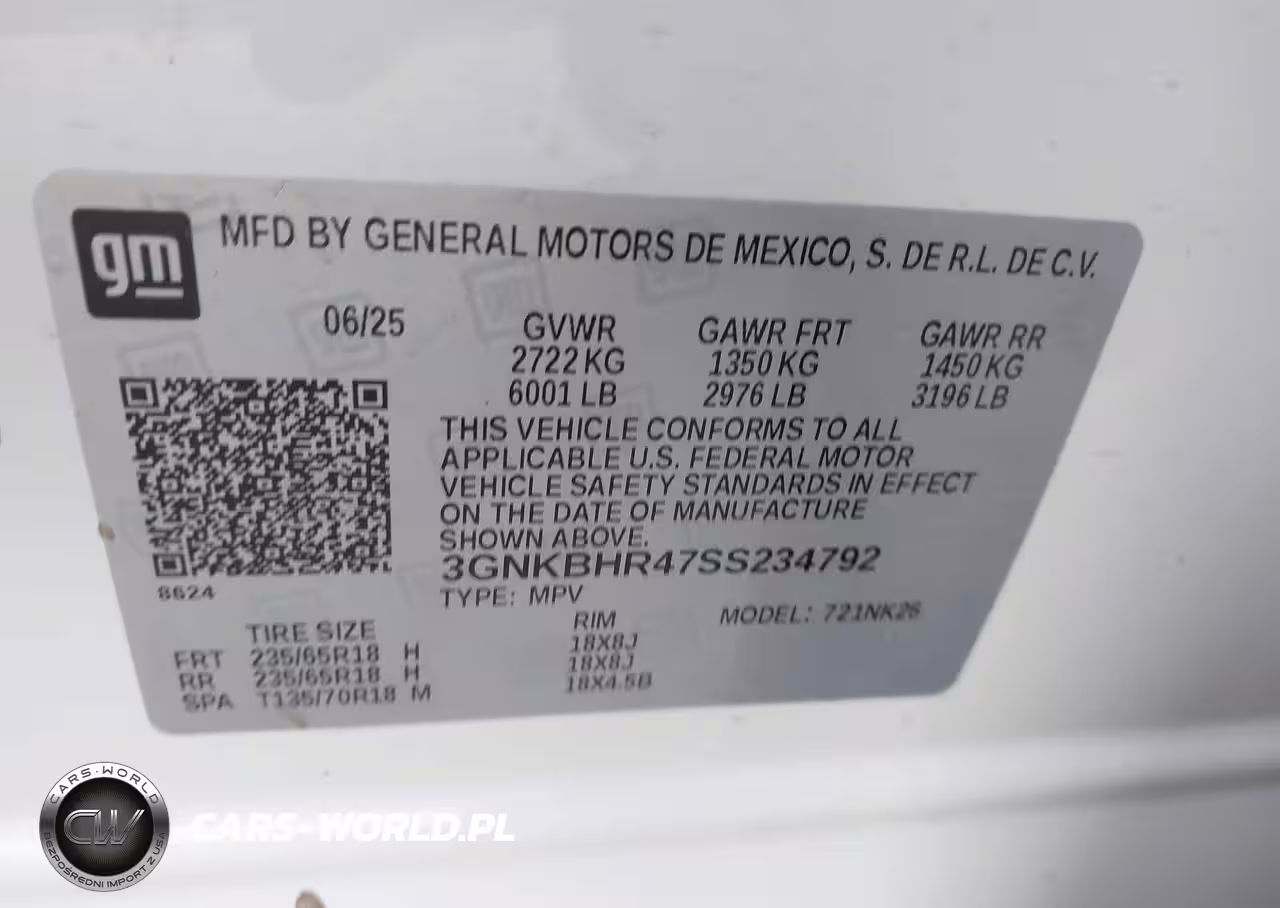 gm
MFD BY GENERAL MOTORS DE MEXICO, S. DE R.L. DE C.V.
06/25 GVWR GAWR FRT GAWR RR
2722 KG 1350 KG 1450 KG
6001 LB 2976 LB 3196 LB
THIS VEHICLE CONFORMS TO ALL
APPLICABLE U.S. FEDERAL MOTOR
VEHICLE SAFETY STANDARDS IN EFFECT
ON THE DATE OF MANUFACTURE
SHOWN ABOVE.
3GNKBHR47SS234792
8624
TYPE: MPV
MODEL: 721NK26
TIRE SIZE RIM
FRT 235/65R18 H 18X8J
RR 235/65R18 H 18X8J
SPA T135/70R18 M 18X4.5B
CARS-WORLD
CW
BEZPOŚREDNI IMPORT Z USA
CARS-WORLD.PL